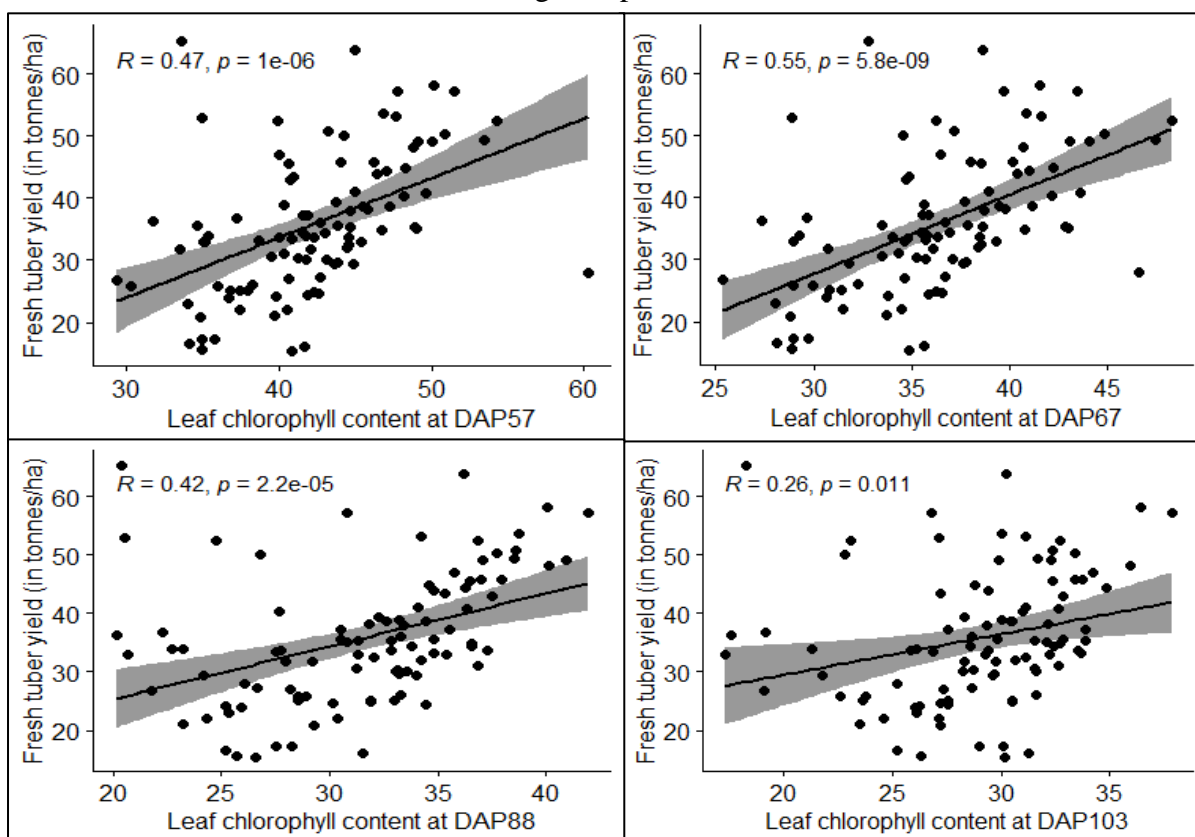 R = 0.47, p = 1e-06
Fresh tuber yield (in tonnes/ha)
60
50
40
30
20
30 40 50 60
Leaf chlorophyll content at DAP57
R = 0.55, p = 5.8e-09
Fresh tuber yield (in tonnes/ha)
60
50
40
30
20
25 30 35 40 45
Leaf chlorophyll content at DAP67
R = 0.42, p = 2.2e-05
Fresh tuber yield (in tonnes/ha)
60
50
40
30
20
20 25 30 35 40
Leaf chlorophyll content at DAP88
R = 0.26, p = 0.011
Fresh tuber yield (in tonnes/ha)
60
50
40
30
20
20 25 30 35
Leaf chlorophyll content at DAP103